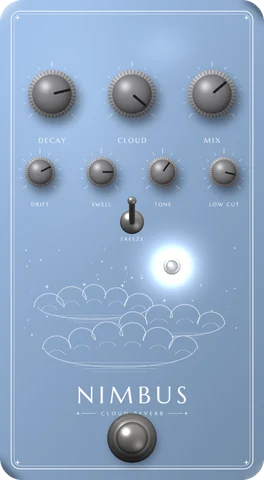 DECAY CLOUD MIX
DRIFT SWELL TONE LOW CUT
FREEZE
NIMBUS
CLOUD REVERB